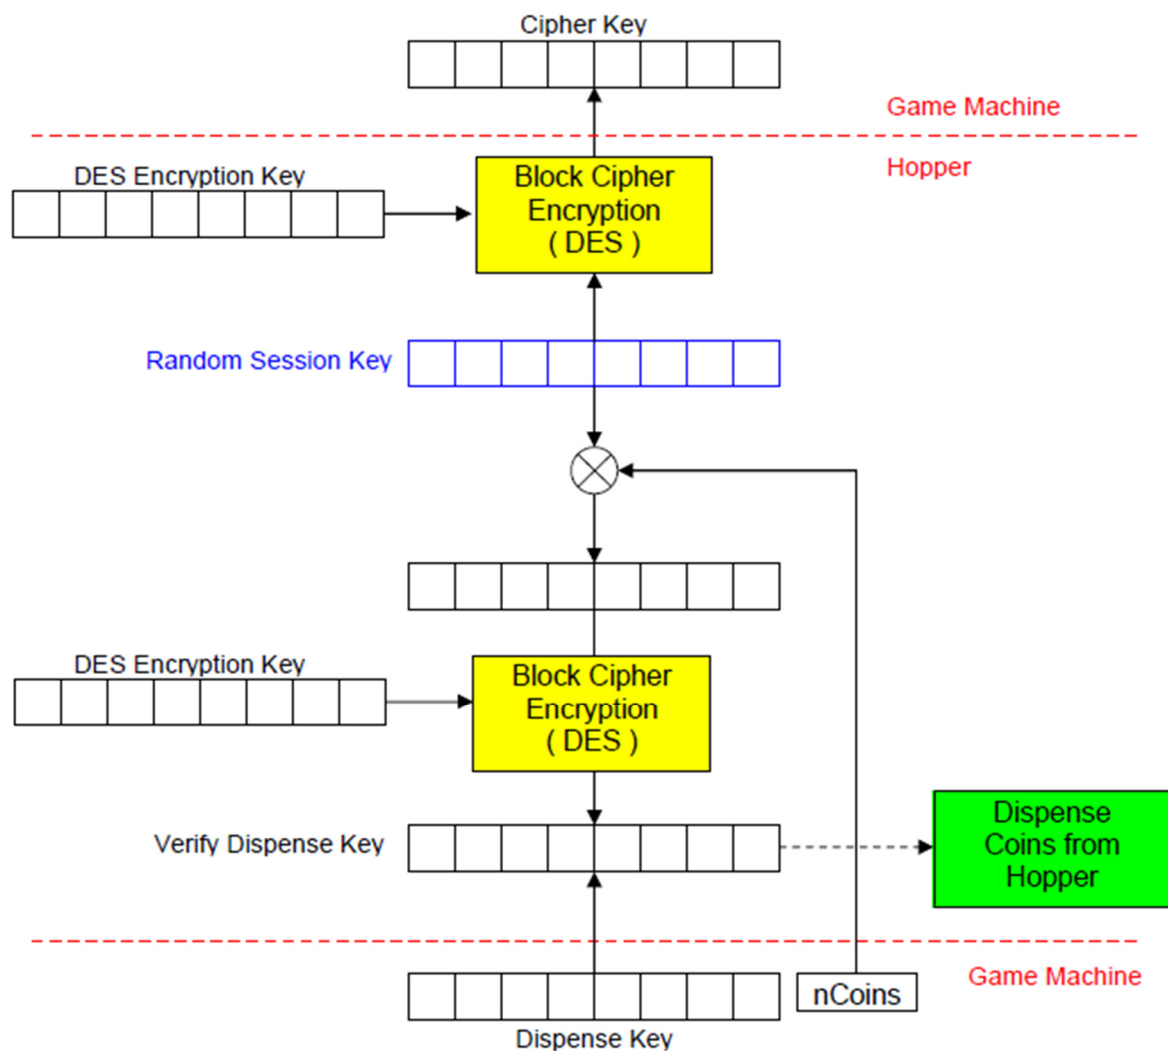 Cipher Key
Game Machine
Hopper
DES Encryption Key
Block Cipher
Encryption
( DES )
Random Session Key
DES Encryption Key
Block Cipher
Encryption
( DES )
Verify Dispense Key
Dispense
Coins from
Hopper
Game Machine
nCoins
Dispense Key